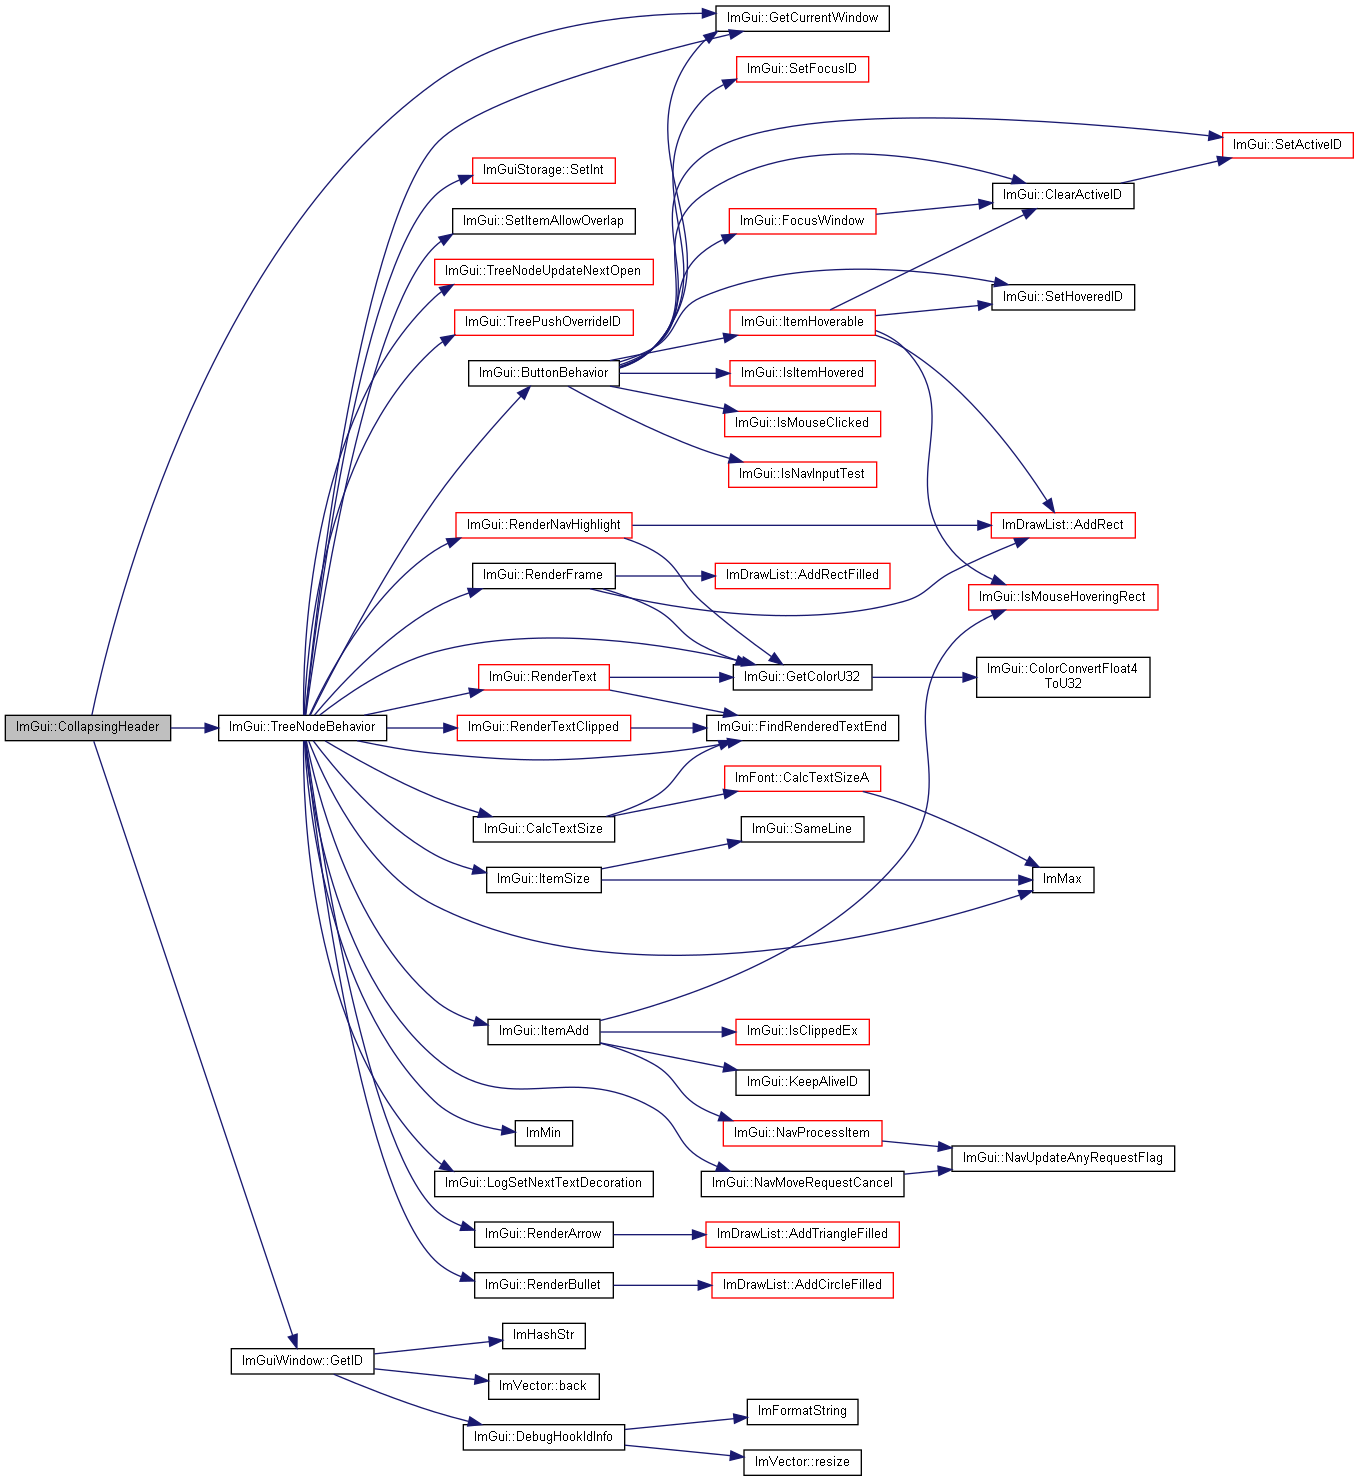 ImGui::GetCurrentWindow
ImGui::SetFocusID
ImGui::SetActiveID
ImGuiStorage::SetInt
ImGui::ClearActiveID
ImGui::SetItemAllowOverlap
ImGui::FocusWindow
ImGui::TreeNodeUpdateNextOpen
ImGui::SetHoveredID
ImGui::TreePushOverrideID
ImGui::ItemHoverable
ImGui::ButtonBehavior
ImGui::IsItemHovered
ImGui::IsMouseClicked
ImGui::IsNavInputTest
ImGui::RenderNavHighlight
ImDrawList::AddRect
ImGui::RenderFrame
ImDrawList::AddRectFilled
ImGui::IsMouseHoveringRect
ImGui::RenderText
ImGui::GetColorU32
ImGui::ColorConvertFloat4
ToU32
ImGui::CollapsingHeader
ImGui::TreeNodeBehavior
ImGui::RenderTextClipped
ImGui::FindRenderedTextEnd
ImFont::CalcTextSizeA
ImGui::CalcTextSize
ImGui::SameLine
ImGui::ItemSize
ImMax
ImGui::ItemAdd
ImGui::IsClippedEx
ImGui::KeepAliveID
ImMin
ImGui::NavProcessItem
ImGui::NavUpdateAnyRequestFlag
ImGui::LogSetNextTextDecoration
ImGui::NavMoveRequestCancel
ImGui::RenderArrow
ImDrawList::AddTriangleFilled
ImGui::RenderBullet
ImDrawList::AddCircleFilled
ImHashStr
ImGuiWindow::GetID
ImVector::back
ImFormatString
ImGui::DebugHookIdInfo
ImVector::resize